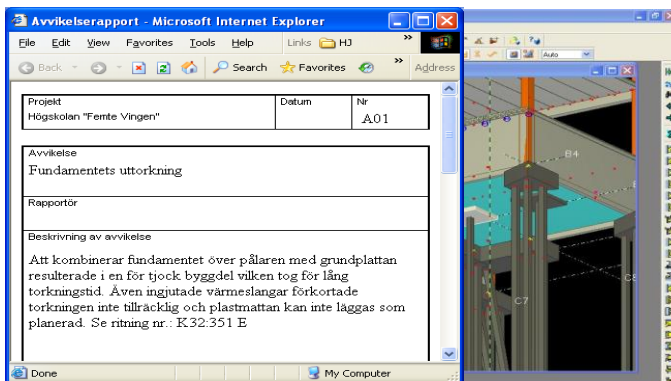 Avvikelserapport - Microsoft Internet Explorer
File Edit View Favorites Tools Help Links HJ »
Back Search Favorites » Address
Auto
Projekt Datum Nr
Högskolan "Femte Vingen" A01
Avvikelse
Fundamentets uttorkning
Rapportör
Beskrivning av avvikelse
Att kombinerar fundamentet över pålaren med grundplattan
resulterade i en för tjock byggdel vilken tog för lång
torkningstid. Även ingjutade värmeslangar förkortade
torkningen inte tillräcklig och plastmattan kan inte läggas som
planerad. Se ritning nr.: K32:351 E
B4
C7
Done My Computer